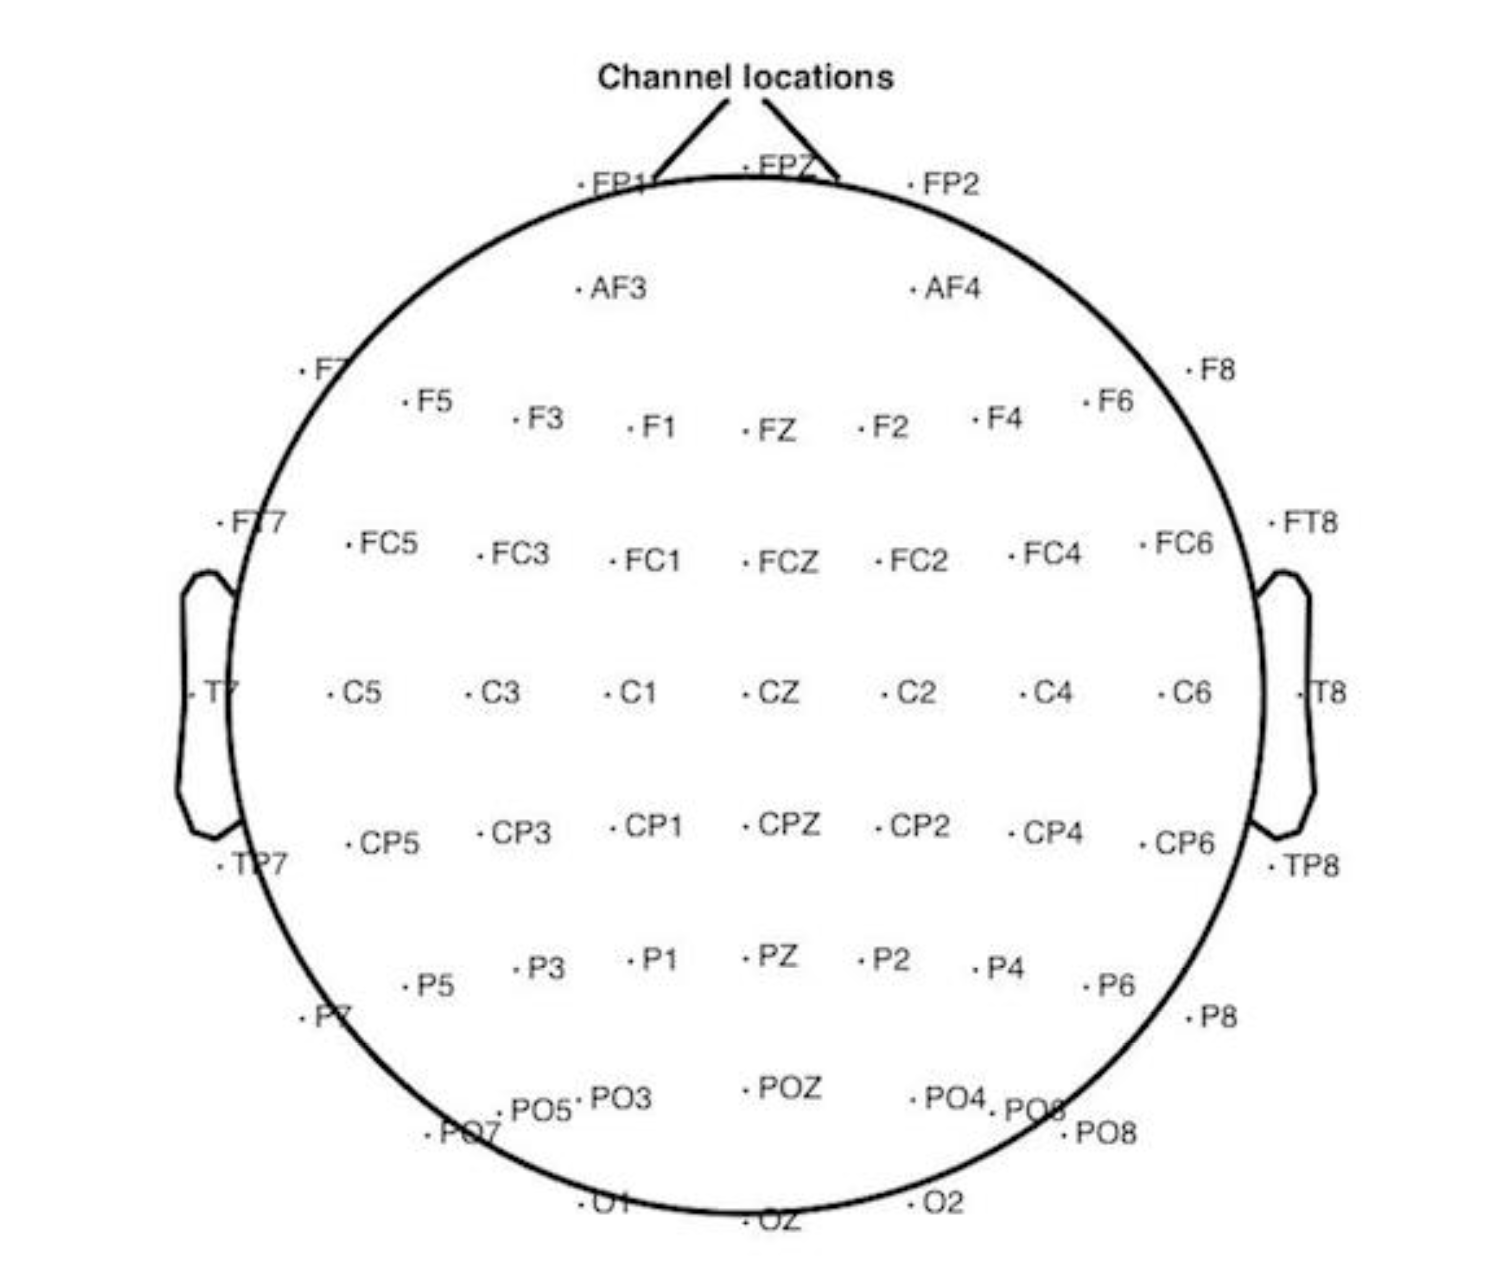 Channel locations
FPZ
FP1 FP2
AF3 AF4
F7 F8
F5 F3 F1 FZ F2 F4 F6
FT7 FT8
FC5 FC3 FC1 FCZ FC2 FC4 FC6
T7 C5 C3 C1 CZ C2 C4 C6 T8
CP5 CP3 CP1 CPZ CP2 CP4 CP6
TP7 TP8
P5 P3 P1 PZ P2 P4 P6
P7 P8
PO5 PO3 POZ PO4 PO6
PO7 PO8
O1 O2
OZ